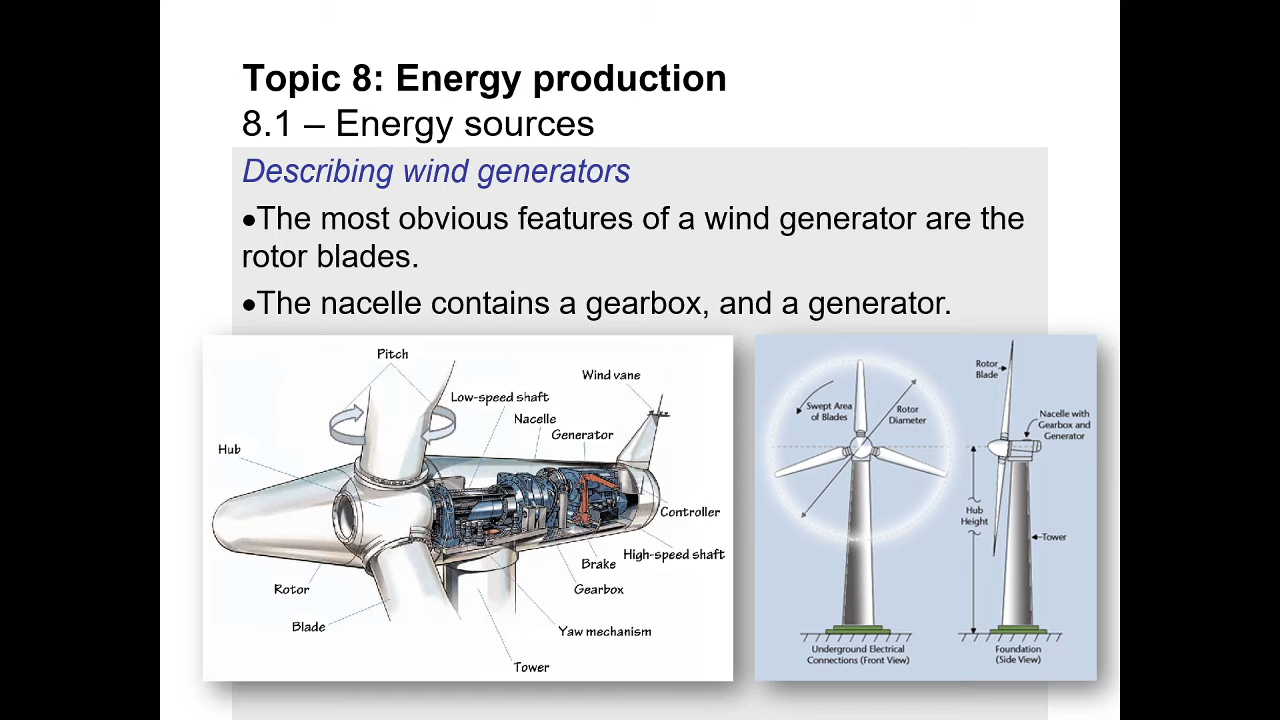 Topic 8: Energy production
8.1 – Energy sources
Describing wind generators
•The most obvious features of a wind generator are the
rotor blades.
•The nacelle contains a gearbox, and a generator.
Pitch
Low-speed shaft
Wind vane
Nacelle
Generator
Hub
Controller
High-speed shaft
Brake
Rotor
Gearbox
Blade
Yaw mechanism
Tower
Swept Area
of Blades
Rotor
Diameter
Rotor
Blade
Nacelle with
Gearbox and
Generator
Hub
Height
Tower
Underground Electrical
Connections (Front View)
Foundation
(Side View)